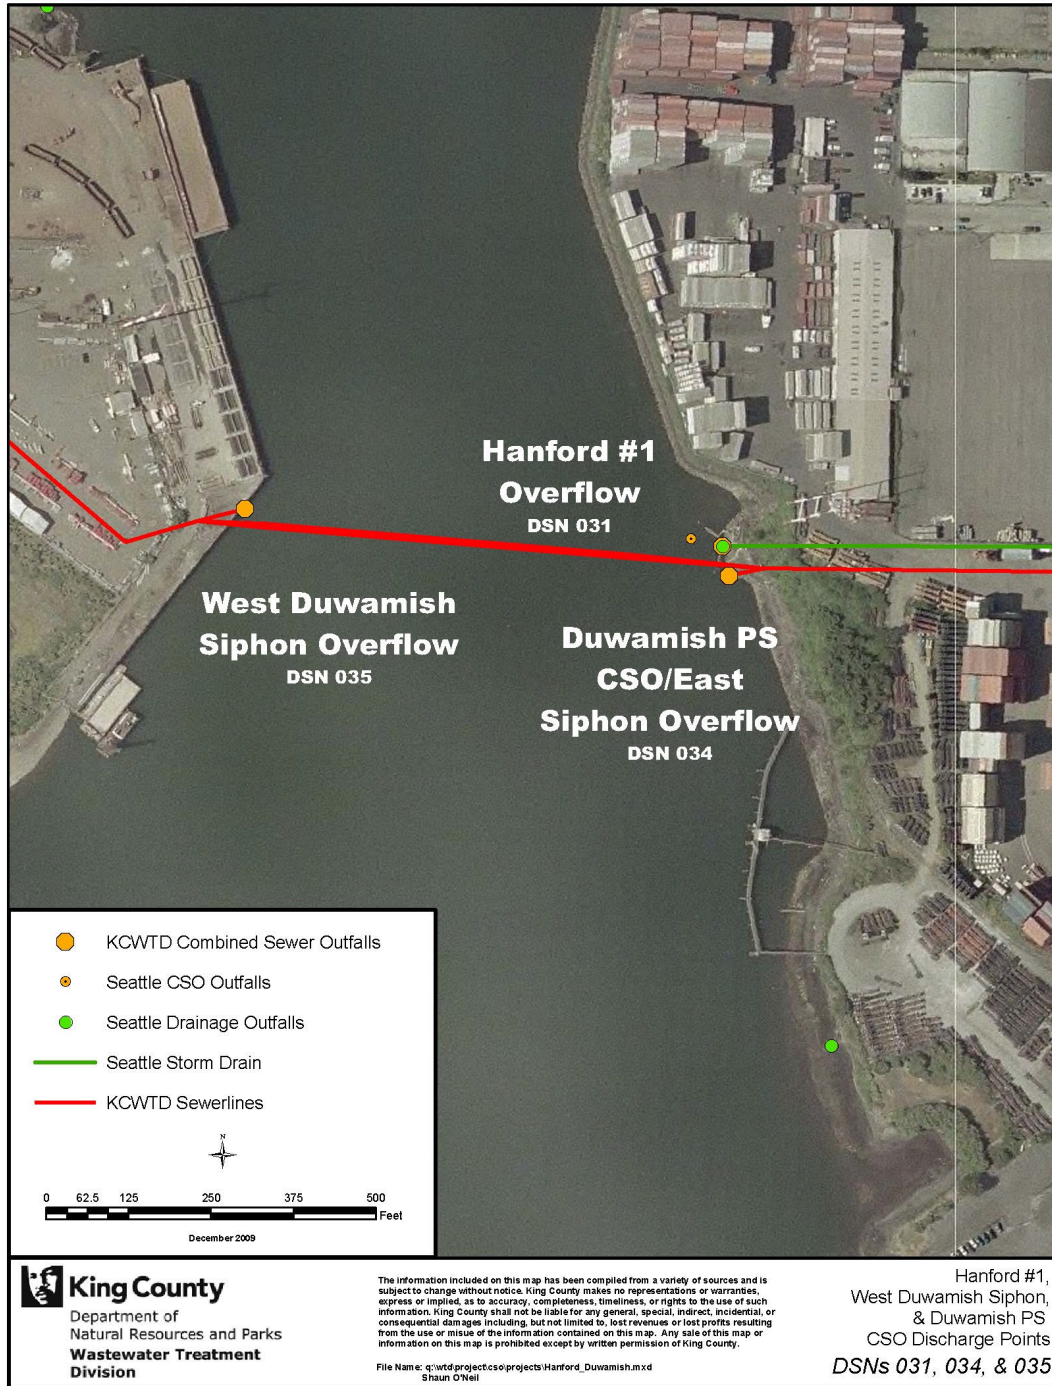 Hanford #1
Overflow
DSN 031
West Duwamish
Siphon Overflow
DSN 035
Duwamish PS
CSO/East
Siphon Overflow
DSN 034
KCWTD Combined Sewer Outfalls
Seattle CSO Outfalls
Seattle Drainage Outfalls
Seattle Storm Drain
KCWTD Sewerlines
N
0 62.5 125 250 375 500
Feet
December 2009
King County
Department of
Natural Resources and Parks
Wastewater Treatment
Division
The information included on this map has been compiled from a variety of sources and is
subject to change without notice. King County makes no representations or warranties,
express or implied, as to accuracy, completeness, timeliness, or rights to the use of such
information. King County shall not be liable for any general, special, indirect, incidental, or
consequential damages including, but not limited to, lost revenues or lost profits resulting
from the use or misue of the information contained on this map. Any sale of this map or
information on this map is prohibited except by written permission of King County.
File Name: q:\wtd\project\cso\projects\Hanford_Duwamish.mxd
Shaun O'Neil
Hanford #1,
West Duwamish Siphon,
& Duwamish PS
CSO Discharge Points
DSNs 031, 034, & 035